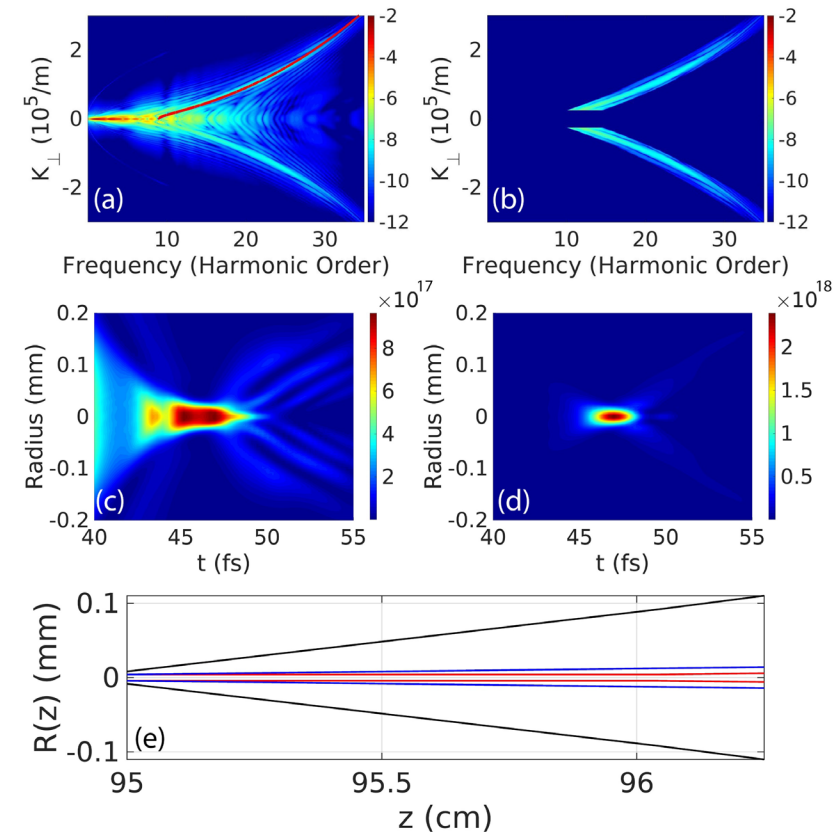 -2
-4
-6
-8
-10
-12
2
0
-2
K⊥ (10⁵/m)
(a)
10 20 30
Frequency (Harmonic Order)
-2
-4
-6
-8
-10
-12
2
0
-2
K⊥ (10⁵/m)
(b)
10 20 30
Frequency (Harmonic Order)
×10¹⁷
8
6
4
2
0.2
0.1
0
-0.1
-0.2
Radius (mm)
(c)
40 45 50 55
t (fs)
×10¹⁸
2
1.5
1
0.5
0.2
0.1
0
-0.1
-0.2
Radius (mm)
(d)
40 45 50 55
t (fs)
0.1
0
-0.1
R(z) (mm)
(e)
95 95.5 96
z (cm)